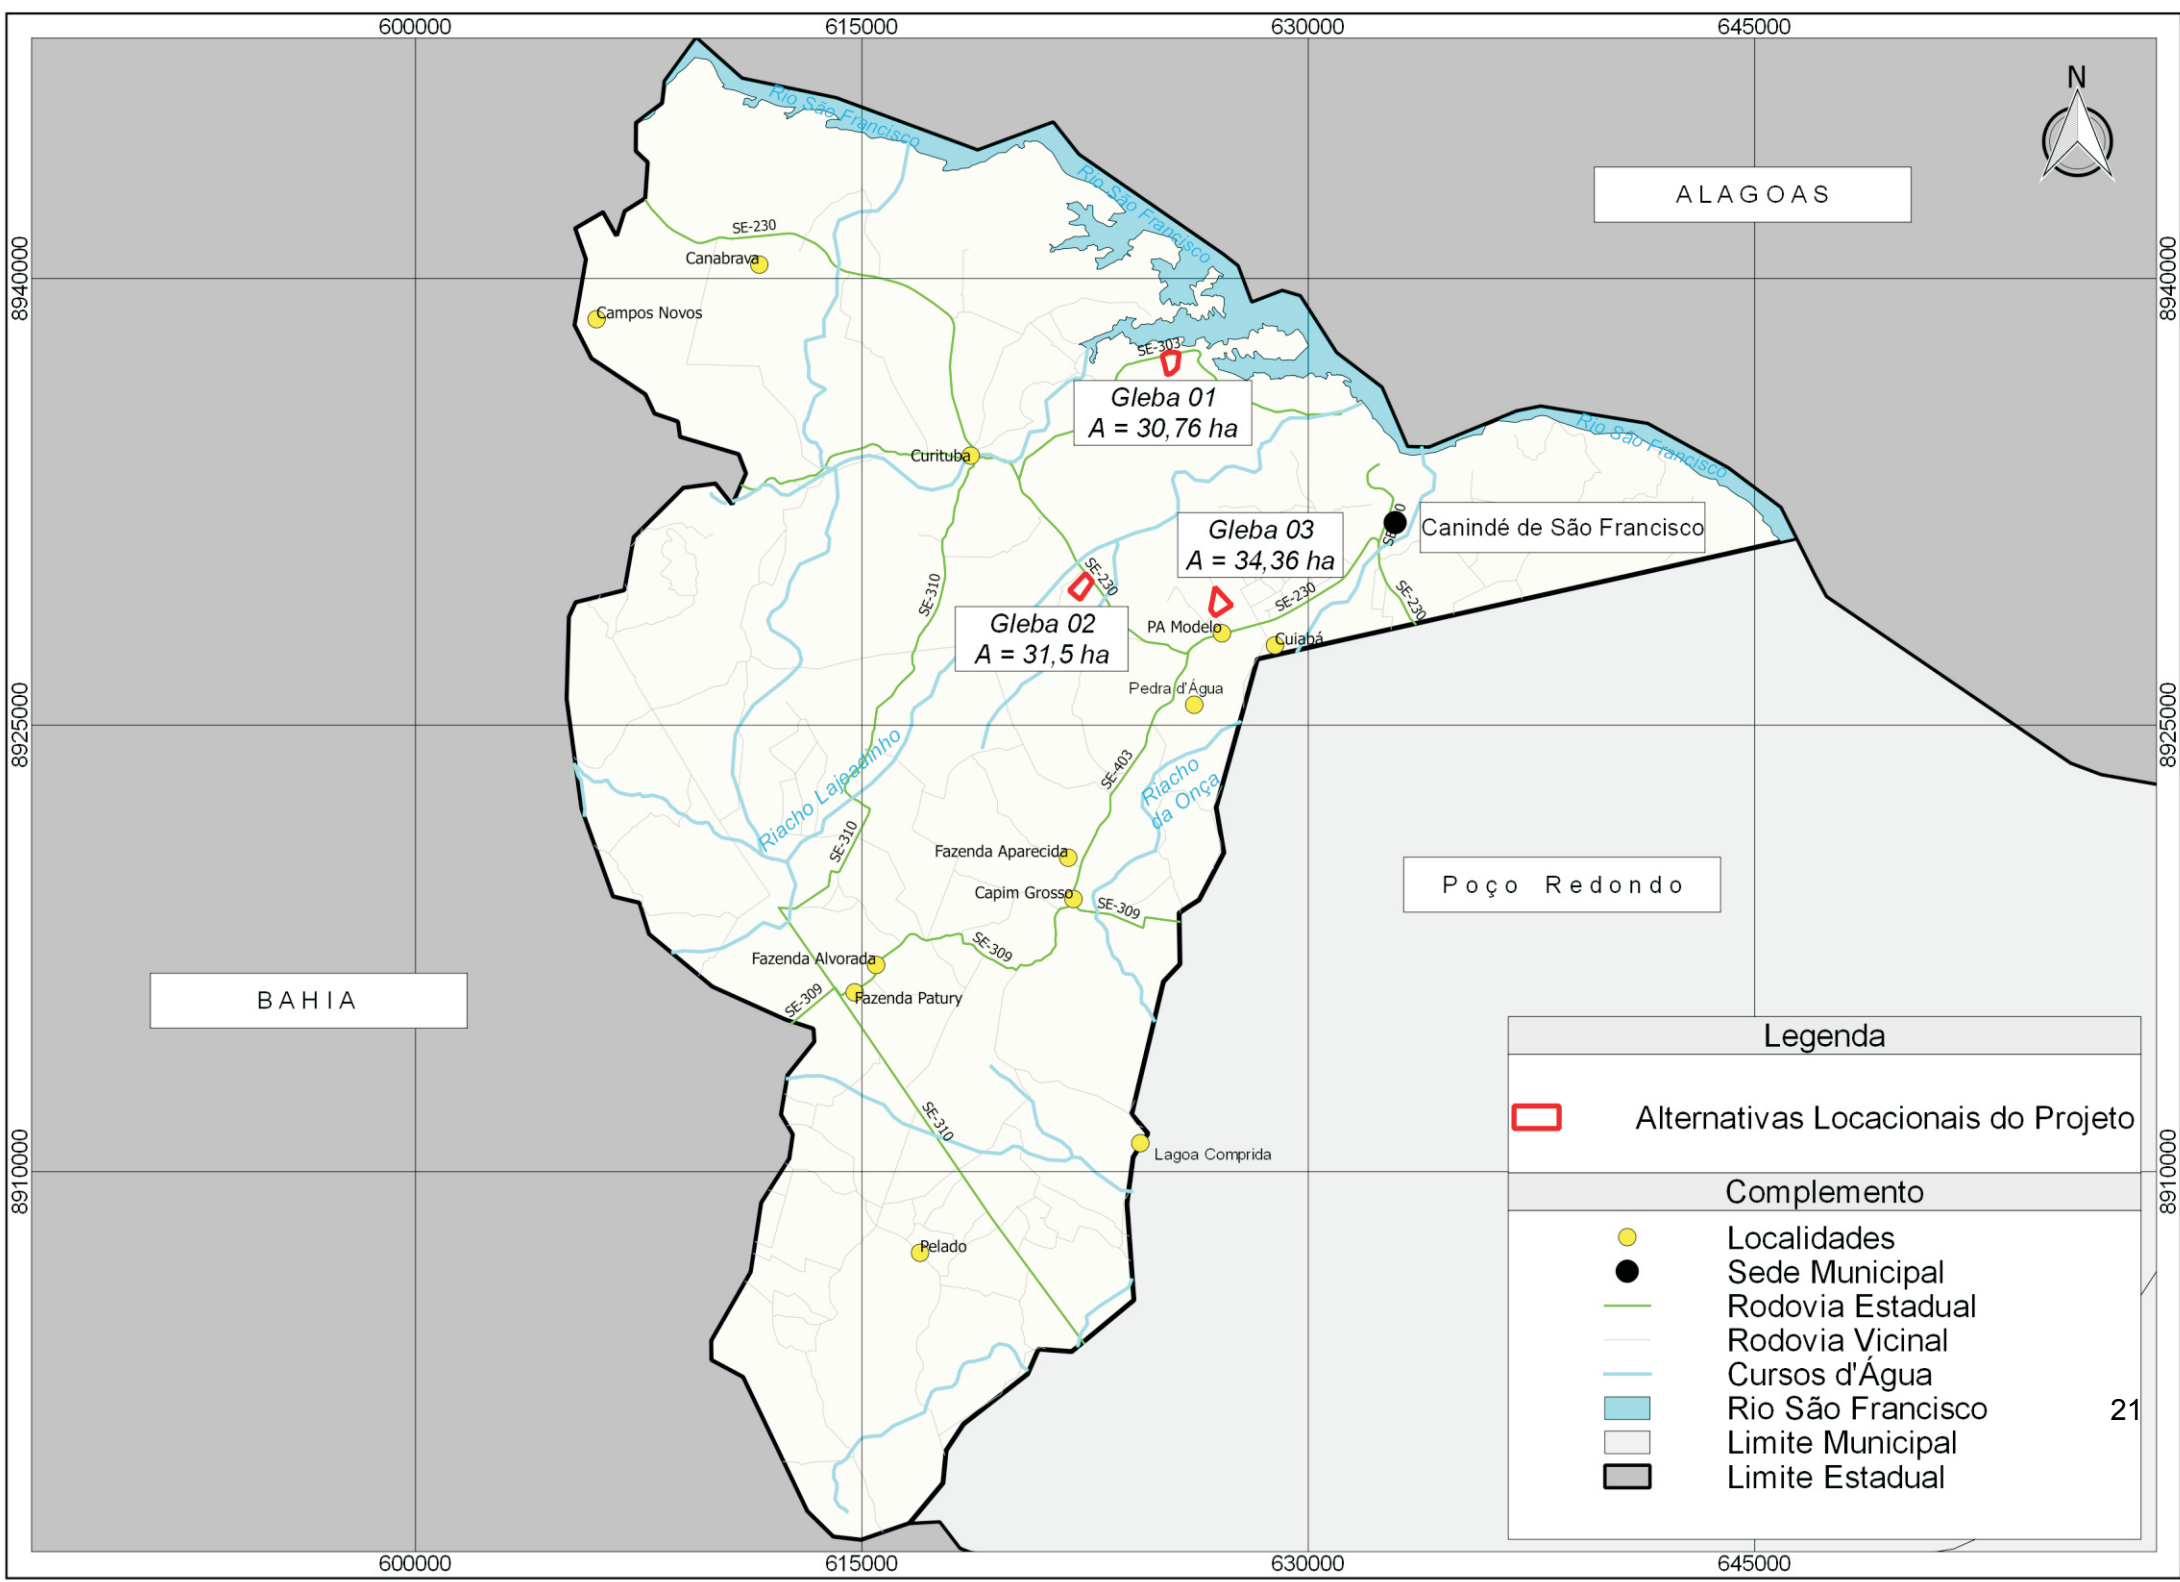 600000
615000
630000
645000
N
Rio São Francisco
ALAGOAS
Rio São Francisco
SE-230
Canabrava
8940000
8940000
Campos Novos
SE-303
Gleba 01
A = 30,76 ha
Rio São Francisco
Curituba
Gleba 03
A = 34,36 ha
Canindé de São Francisco
SE-230
SE-310
SE-230
SE-230
Gleba 02
A = 31,5 ha
PA Modelo
Cuiabá
Pedra d'Água
8925000
8925000
Riacho Lajeadinho
SE-403
Riacho
da Onça
SE-310
Fazenda Aparecida
Capim Grosso
SE-309
Poço Redondo
SE-309
Fazenda Alvorada
Fazenda Patury
SE-309
BAHIA
Legenda
Alternativas Locacionais do Projeto
SE-310
Lagoa Comprida
8910000
8910000
Complemento
Pelado
Localidades
Sede Municipal
Rodovia Estadual
Rodovia Vicinal
Cursos d'Água
Rio São Francisco
21
Limite Municipal
Limite Estadual
600000
615000
630000
645000